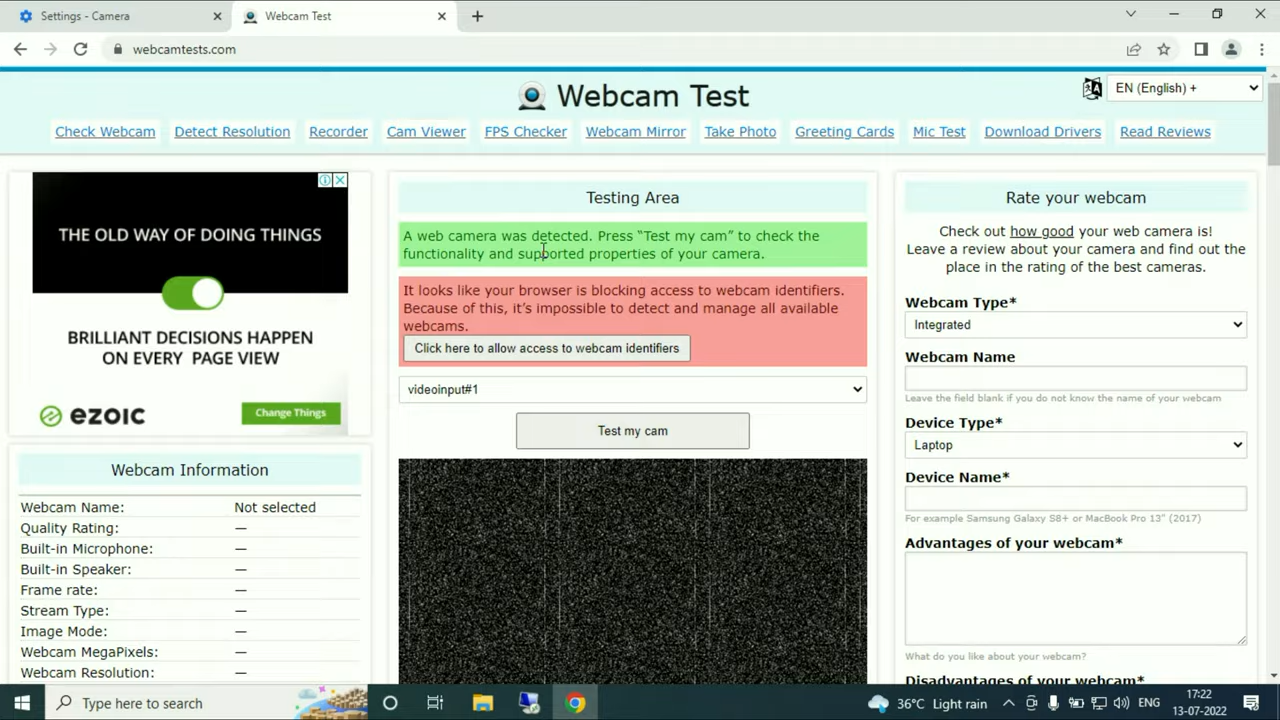 Settings - Camera
Webcam Test
webcamtests.com
Webcam Test
EN (English) +
Check Webcam
Detect Resolution
Recorder
Cam Viewer
FPS Checker
Webcam Mirror
Take Photo
Greeting Cards
Mic Test
Download Drivers
Read Reviews
THE OLD WAY OF DOING THINGS
BRILLIANT DECISIONS HAPPEN
ON EVERY PAGE VIEW
ezoic
Change Things
Webcam Information
Webcam Name: Not selected
Quality Rating: —
Built-in Microphone: —
Built-in Speaker: —
Frame rate: —
Stream Type: —
Image Mode: —
Webcam MegaPixels: —
Webcam Resolution: —
Testing Area
A web camera was detected. Press “Test my cam” to check the
functionality and supported properties of your camera.
It looks like your browser is blocking access to webcam identifiers.
Because of this, it’s impossible to detect and manage all available
webcams.
Click here to allow access to webcam identifiers
videoinput#1
Test my cam
Rate your webcam
Check out how good your web camera is!
Leave a review about your camera and find out the
place in the rating of the best cameras.
Webcam Type*
Integrated
Webcam Name
Leave the field blank if you do not know the name of your webcam
Device Type*
Laptop
Device Name*
For example Samsung Galaxy S8+ or MacBook Pro 13" (2017)
Advantages of your webcam*
What do you like about your webcam?
Disadvantages of your webcam*
Type here to search
36°C Light rain
ENG
17:22
13-07-2022